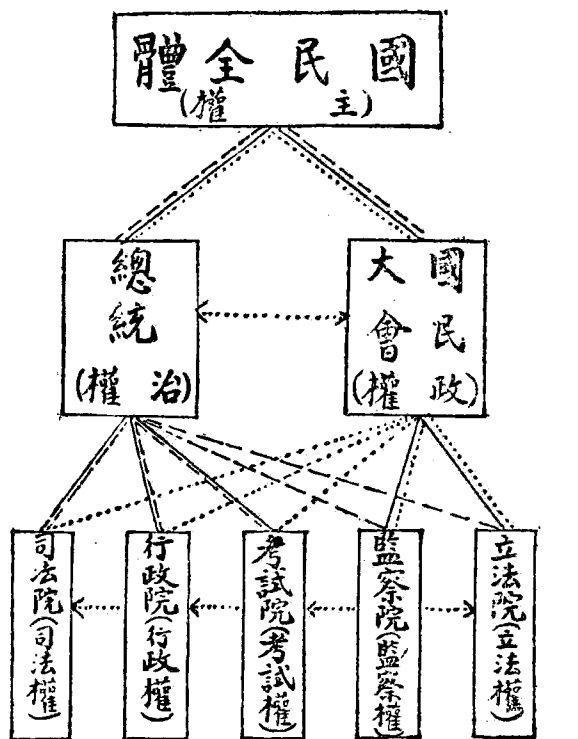 國民全體
(主權)
國民
大會
(政權)
總統
(治權)
立法院(立法權)
監察院(監察權)
考試院(考試權)
行政院(行政權)
司法院(司法權)